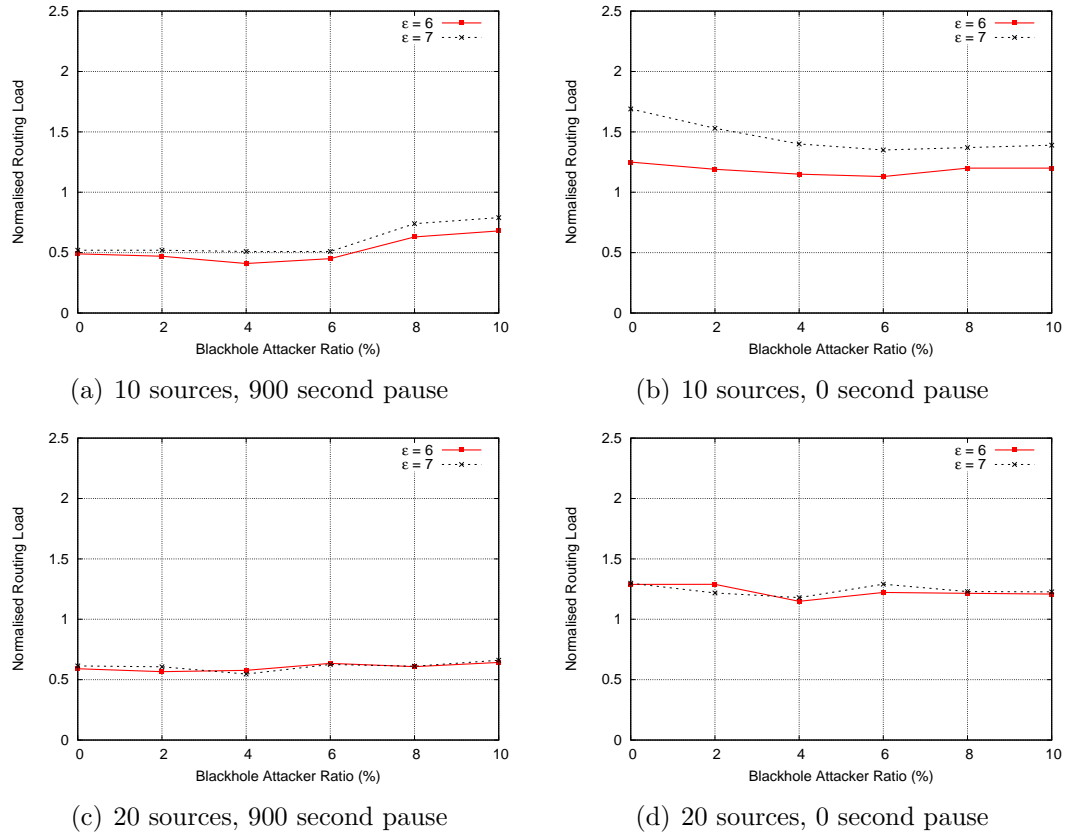 2.5
2
1.5
1
0.5
0
0 2 4 6 8 10
Normalised Routing Load
Blackhole Attacker Ratio (%)
ε = 6
ε = 7
(a) 10 sources, 900 second pause
2.5
2
1.5
1
0.5
0
0 2 4 6 8 10
Normalised Routing Load
Blackhole Attacker Ratio (%)
ε = 6
ε = 7
(b) 10 sources, 0 second pause
2.5
2
1.5
1
0.5
0
0 2 4 6 8 10
Normalised Routing Load
Blackhole Attacker Ratio (%)
ε = 6
ε = 7
(c) 20 sources, 900 second pause
2.5
2
1.5
1
0.5
0
0 2 4 6 8 10
Normalised Routing Load
Blackhole Attacker Ratio (%)
ε = 6
ε = 7
(d) 20 sources, 0 second pause